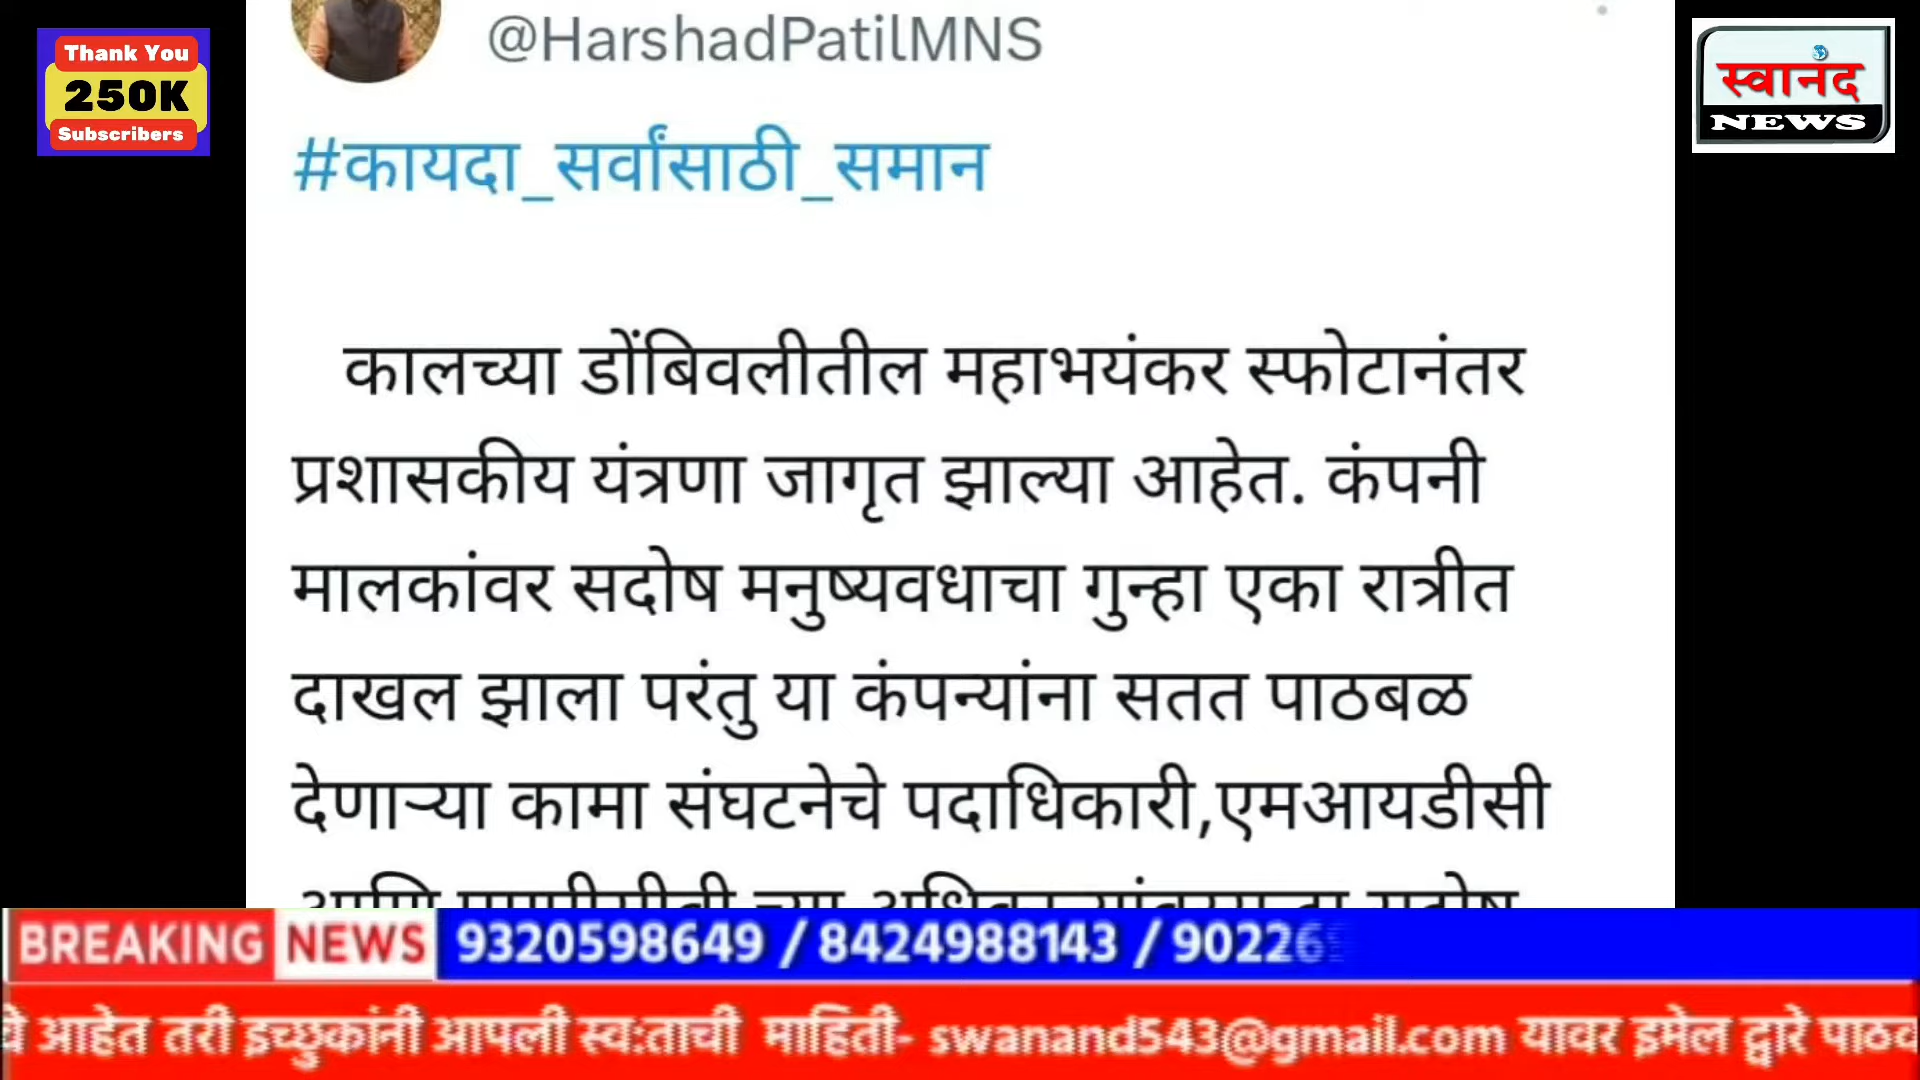 Thank You
250K
Subscribers
@HarshadPatilMNS
स्वानंद
NEWS
#कायदा_सर्वांसाठी_समान
कालच्या डोंबिवलीतील महाभयंकर स्फोटानंतर
प्रशासकीय यंत्रणा जागृत झाल्या आहेत. कंपनी
मालकांवर सदोष मनुष्यवधाचा गुन्हा एका रात्रीत
दाखल झाला परंतु या कंपन्यांना सतत पाठबळ
देणाऱ्या कामा संघटनेचे पदाधिकारी,एमआयडीसी
BREAKING NEWS 9320598649 / 8424988143 / 90226
आहेत तरी इच्छुकांनी आपली स्व:ताची माहिती- swanand543@gmail.com यावर इमेल द्वारे